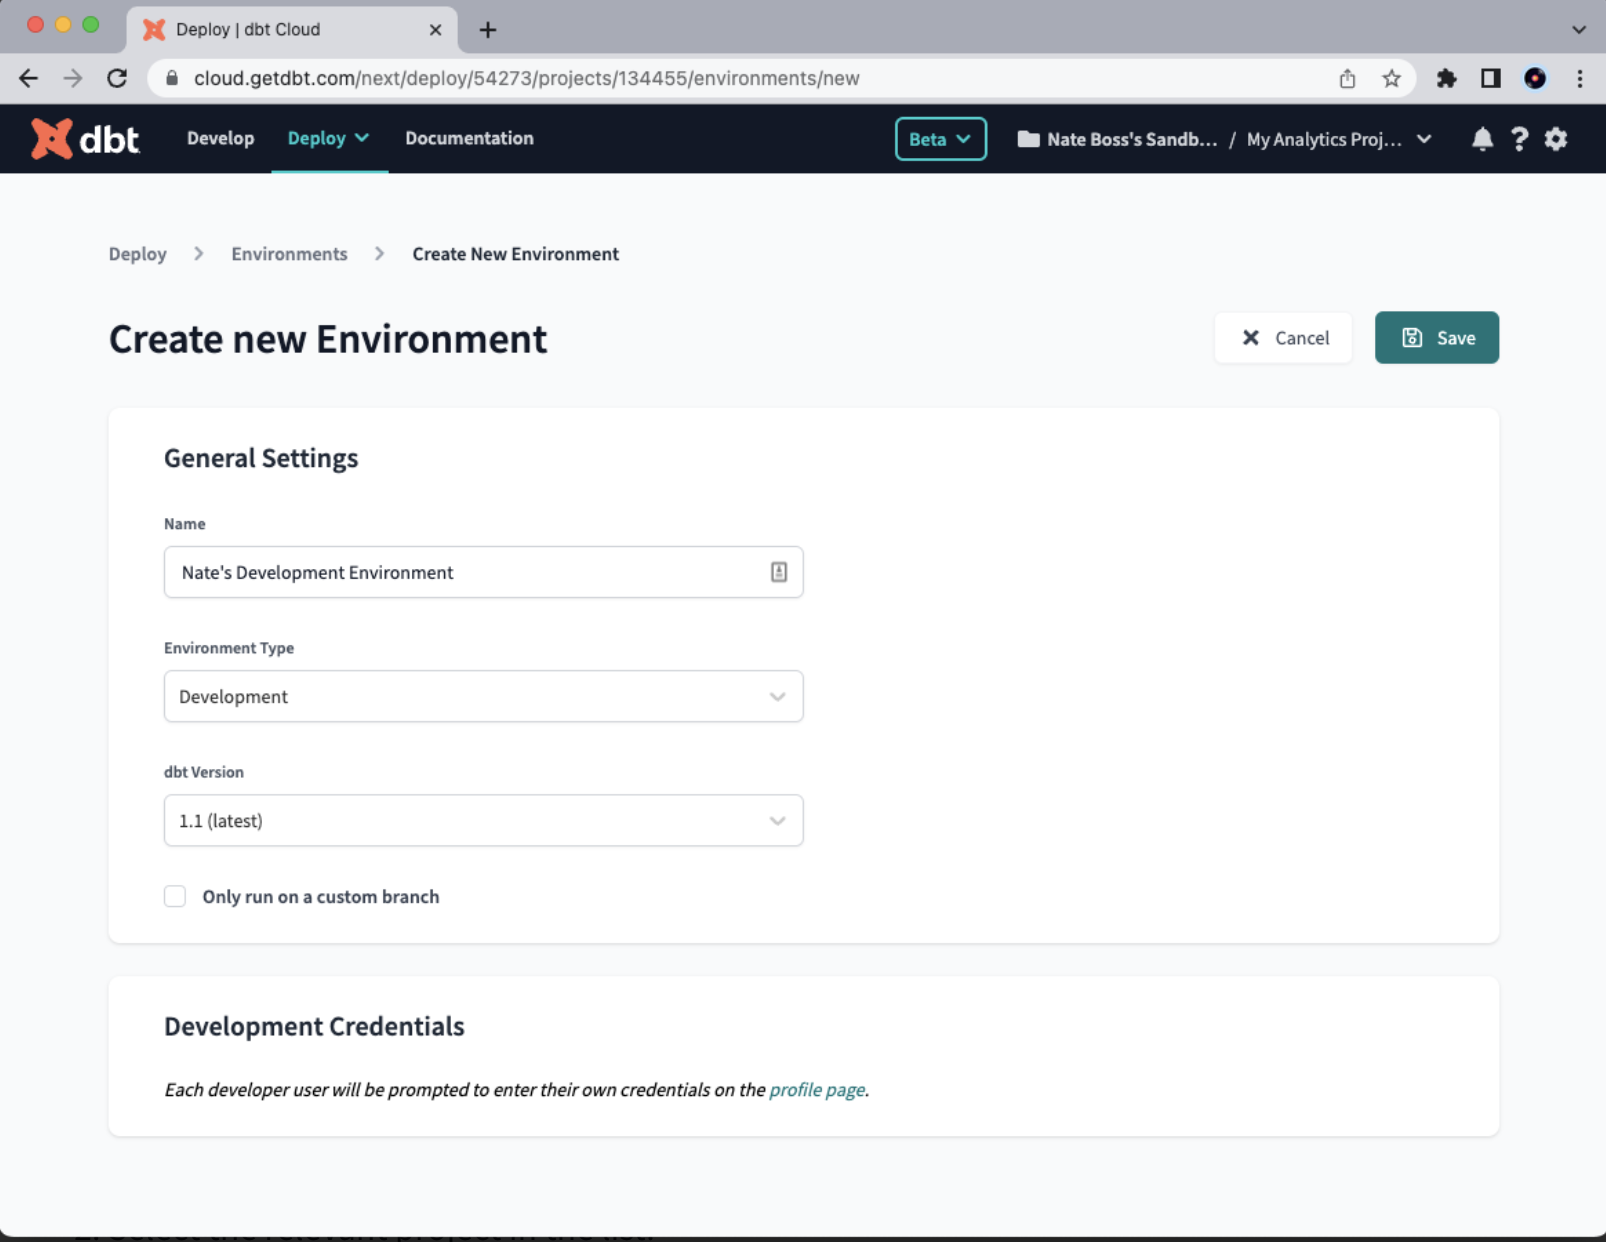 Deploy | dbt Cloud
cloud.getdbt.com/next/deploy/54273/projects/134455/environments/new
dbt Develop Deploy Documentation Beta Nate Boss's Sandb... / My Analytics Proj...
Deploy > Environments > Create New Environment
Create new Environment
Cancel Save
General Settings
Name
Nate's Development Environment
Environment Type
Development
dbt Version
1.1 (latest)
Only run on a custom branch
Development Credentials
Each developer user will be prompted to enter their own credentials on the profile page.